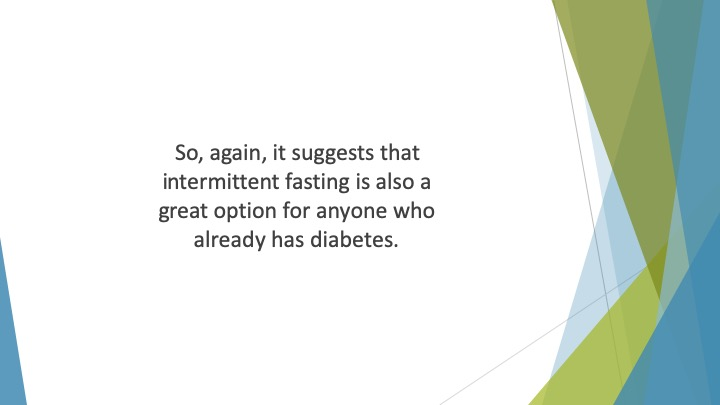 So, again, it suggests that
intermittent fasting is also a
great option for anyone who
already has diabetes.